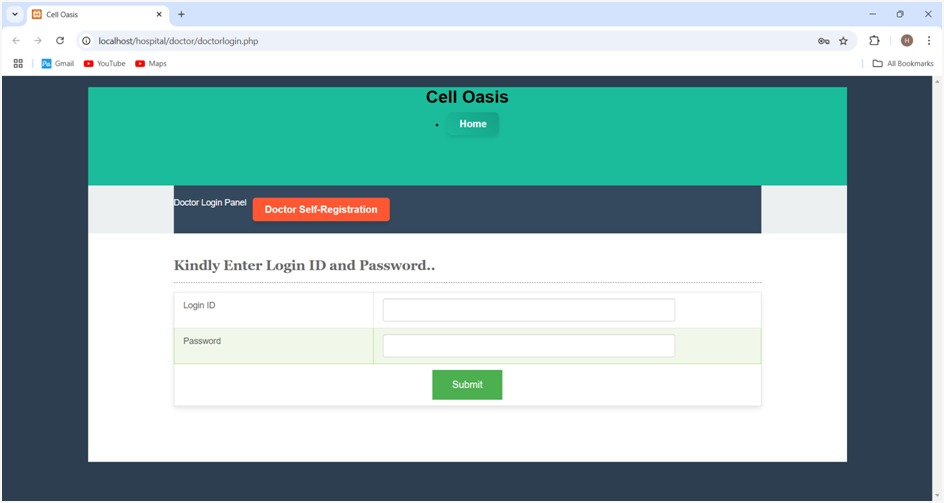 Cell Oasis
localhost/hospital/doctor/doctorlogin.php
H
Gmail YouTube Maps All Bookmarks
Cell Oasis
Home
Doctor Login Panel Doctor Self-Registration
Kindly Enter Login ID and Password..
Login ID
Password
Submit